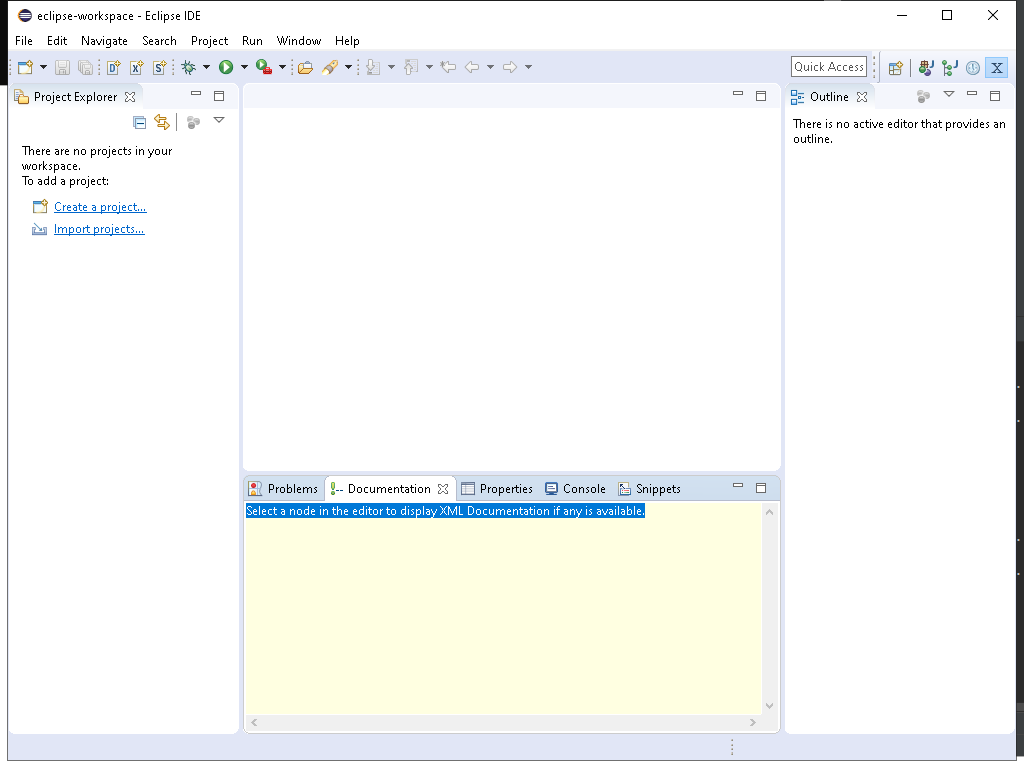 eclipse-workspace - Eclipse IDE
File Edit Navigate Search Project Run Window Help
Quick Access
Project Explorer
There are no projects in your
workspace.
To add a project:
Create a project...
Import projects...
Outline
There is no active editor that provides an
outline.
Problems Documentation Properties Console Snippets
Select a node in the editor to display XML Documentation if any is available.